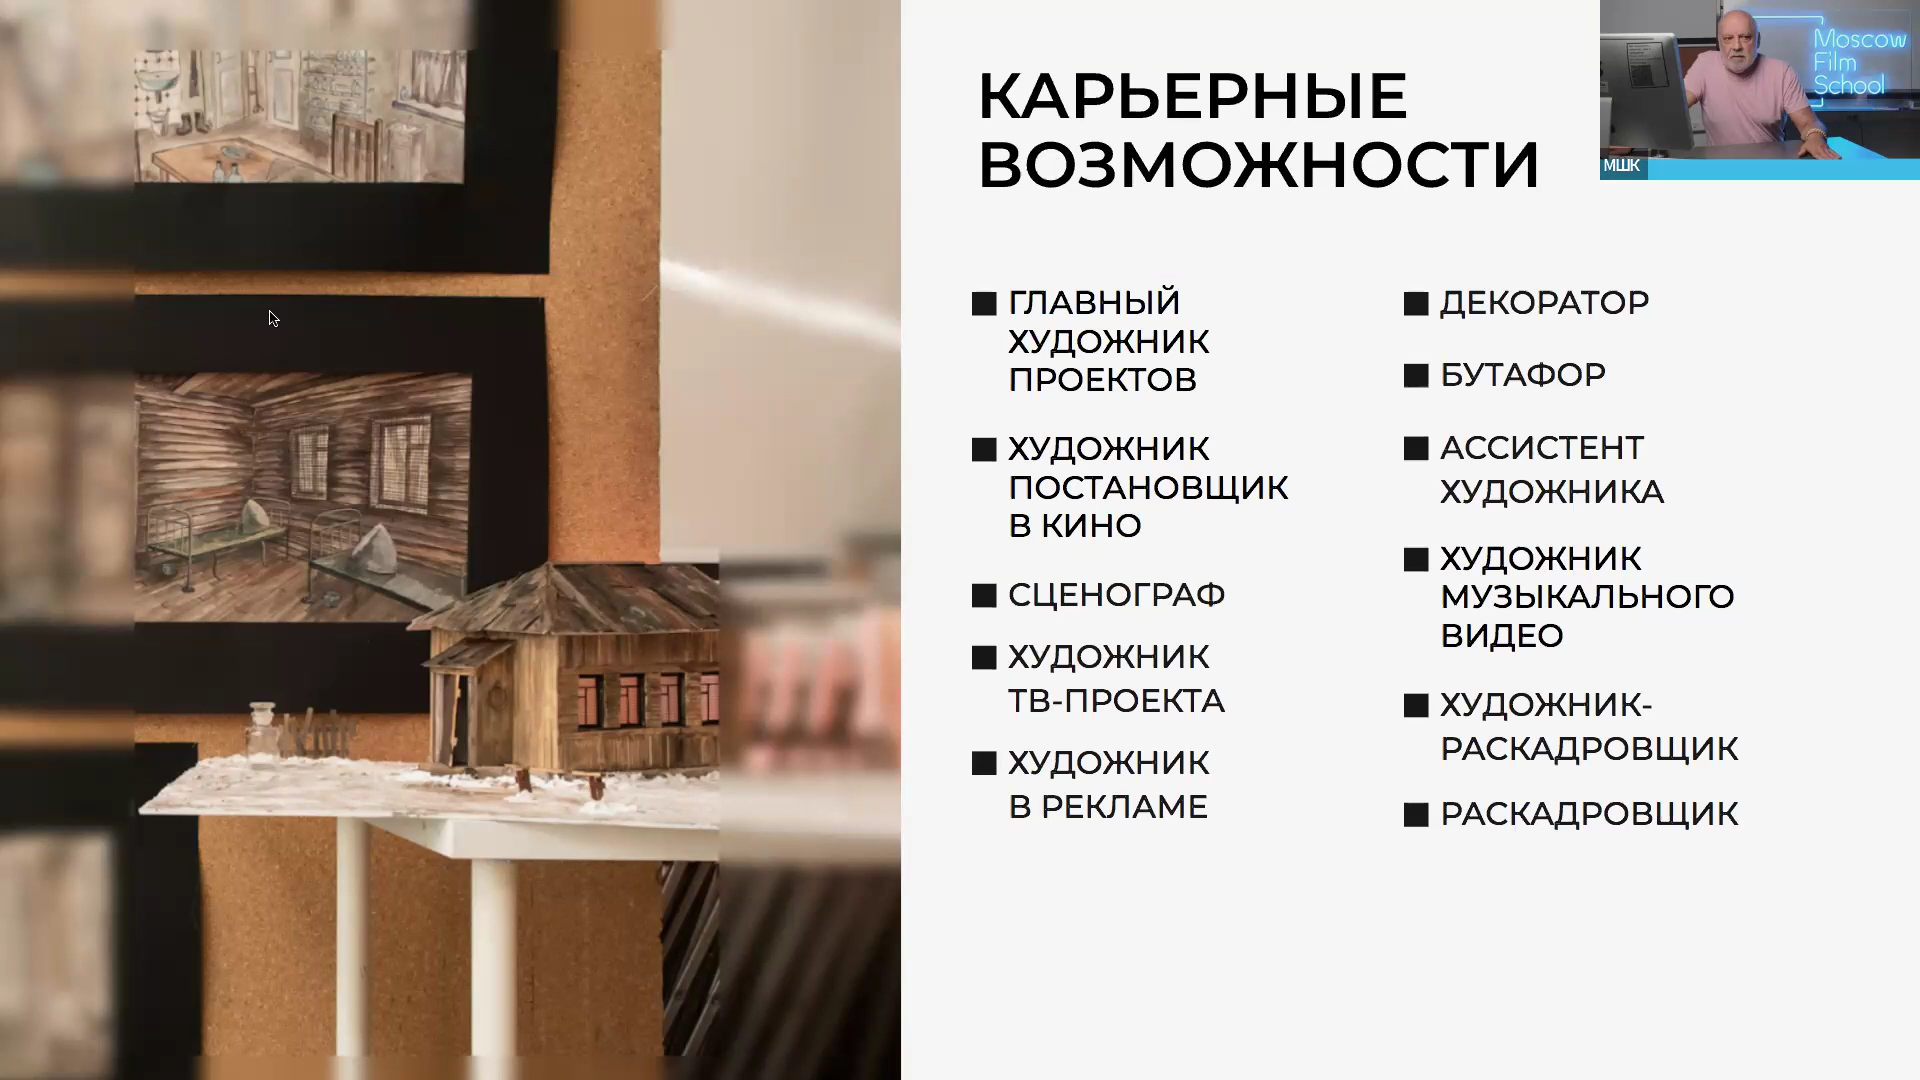 КАРЬЕРНЫЕ
ВОЗМОЖНОСТИ
ГЛАВНЫЙ
ХУДОЖНИК
ПРОЕКТОВ
ХУДОЖНИК
ПОСТАНОВЩИК
В КИНО
СЦЕНОГРАФ
ХУДОЖНИК
ТВ-ПРОЕКТА
ХУДОЖНИК
В РЕКЛАМЕ
ДЕКОРАТОР
БУТАФОР
АССИСТЕНТ
ХУДОЖНИКА
ХУДОЖНИК
МУЗЫКАЛЬНОГО
ВИДЕО
ХУДОЖНИК-
РАСКАДРОВЩИК
РАСКАДРОВЩИК
Moscow
Film
School
МШК